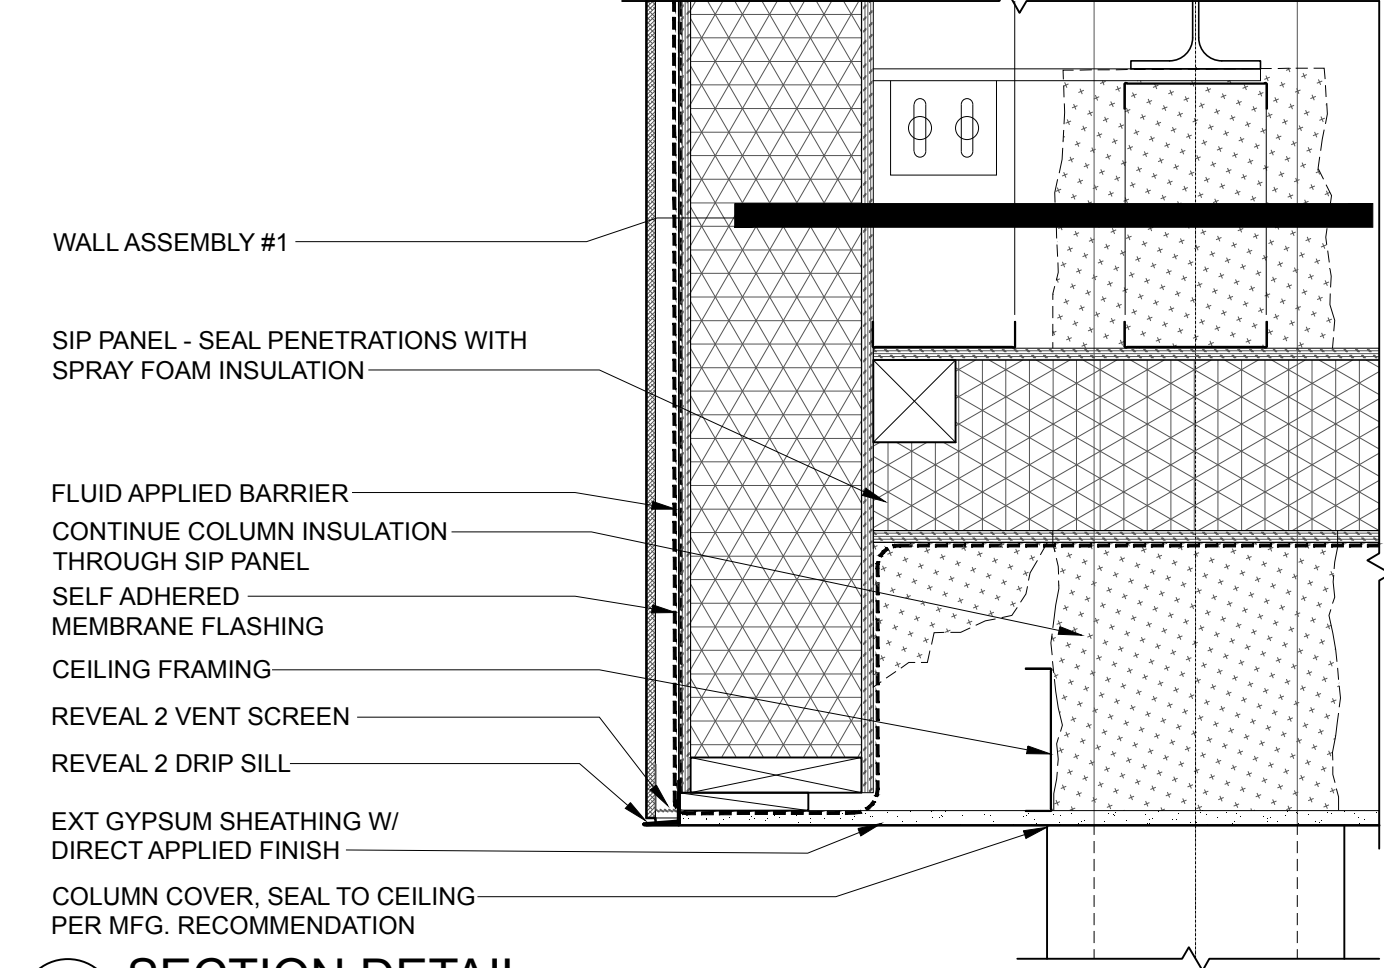 WALL ASSEMBLY #1
SIP PANEL - SEAL PENETRATIONS WITH
SPRAY FOAM INSULATION
FLUID APPLIED BARRIER
CONTINUE COLUMN INSULATION
THROUGH SIP PANEL
SELF ADHERED
MEMBRANE FLASHING
CEILING FRAMING
REVEAL 2 VENT SCREEN
REVEAL 2 DRIP SILL
EXT GYPSUM SHEATHING W/
DIRECT APPLIED FINISH
COLUMN COVER, SEAL TO CEILING
PER MFG. RECOMMENDATION
SECTION DETAIL